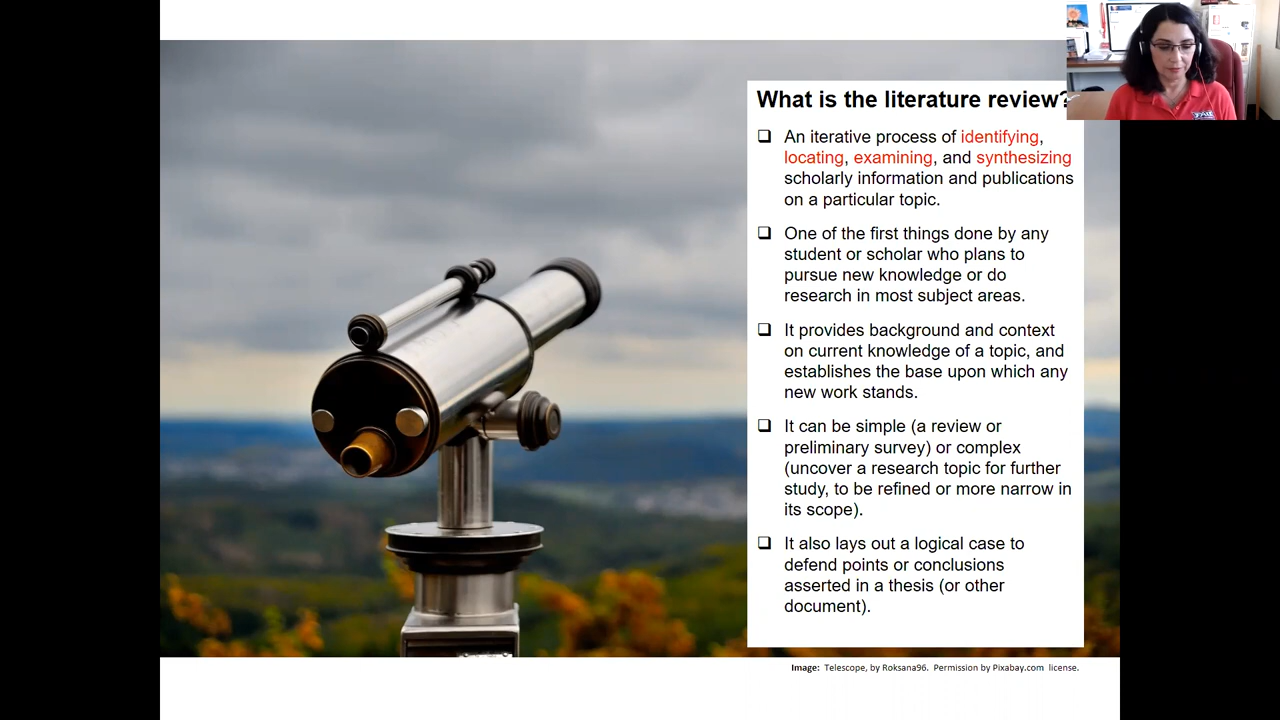 What is the literature review?
❑ An iterative process of identifying,
locating, examining, and synthesizing
scholarly information and publications
on a particular topic.
❑ One of the first things done by any
student or scholar who plans to
pursue new knowledge or do
research in most subject areas.
❑ It provides background and context
on current knowledge of a topic, and
establishes the base upon which any
new work stands.
❑ It can be simple (a review or
preliminary survey) or complex
(uncover a research topic for further
study, to be refined or more narrow in
its scope).
❑ It also lays out a logical case to
defend points or conclusions
asserted in a thesis (or other
document).
Image: Telescope, by Roksana96. Permission by Pixabay.com license.